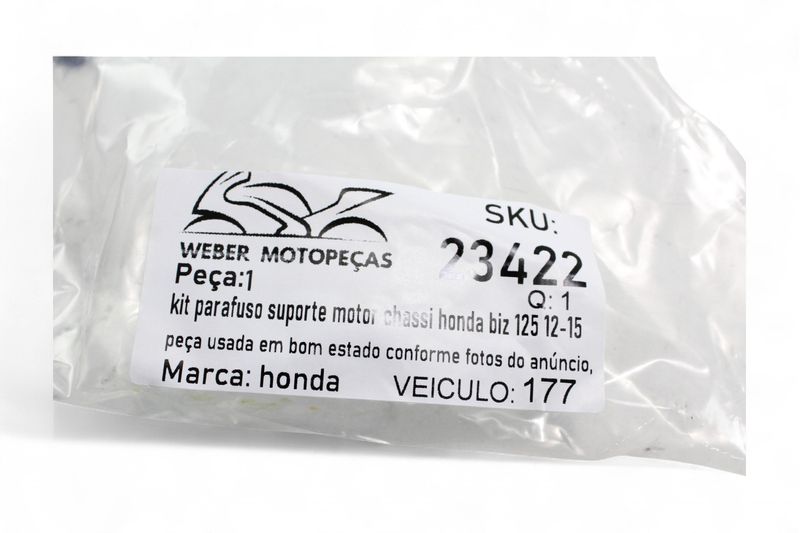 SKU:
WEBER MOTOPEÇAS
23422
Peça:1
Q: 1
kit parafuso suporte motor chassi honda biz 125 12-15
peça usada em bom estado conforme fotos do anúncio,
Marca: honda
VEICULO: 177